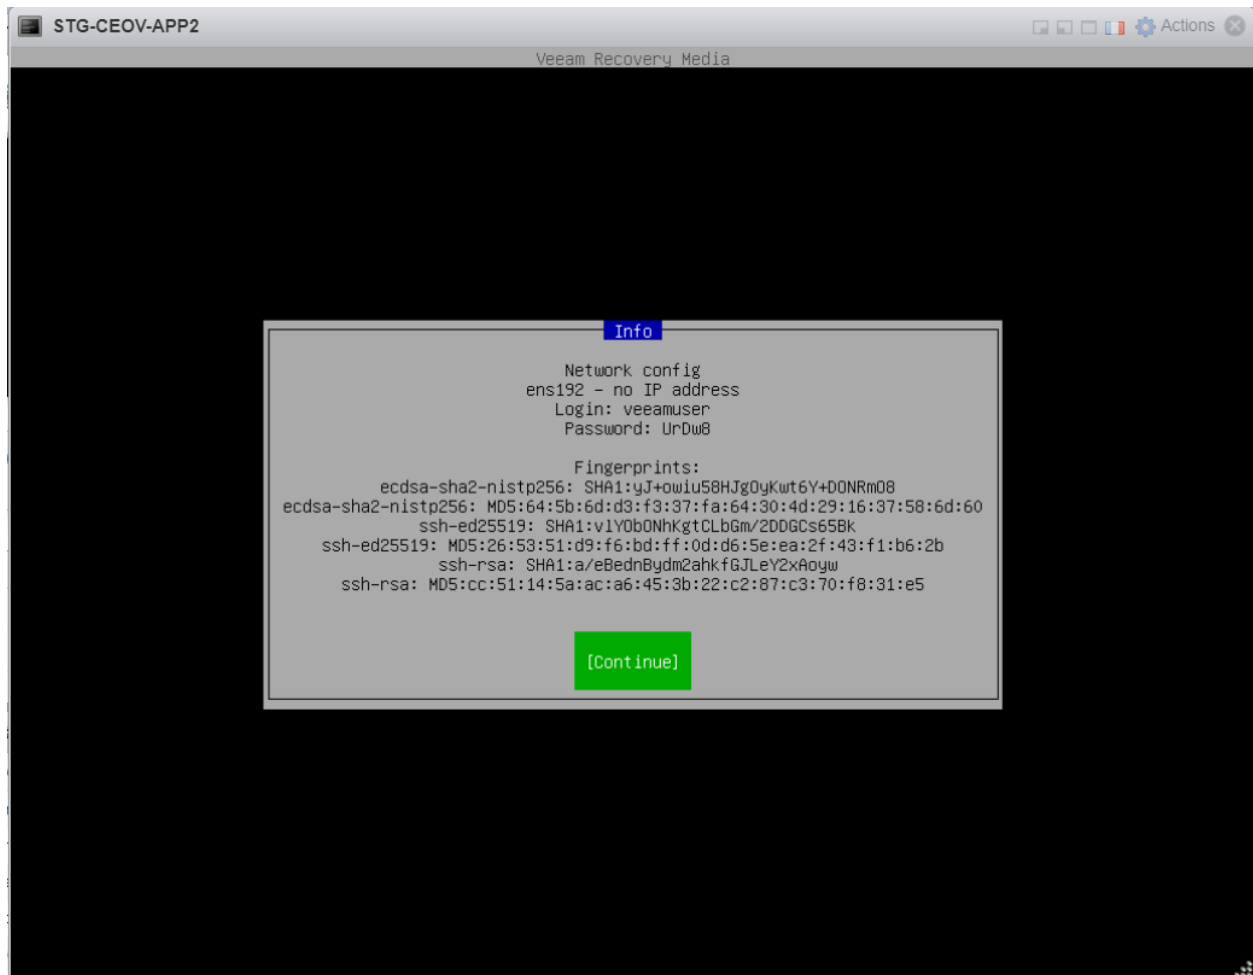 STG-CEOV-APP2
Actions
Veeam Recovery Media
Info
Network config
ens192 - no IP address
Login: veeamuser
Password: UrDw8
Fingerprints:
ecdsa-sha2-nistp256: SHA1:yJ+owiu58HJgOyKwt6Y+DONRmO8
ecdsa-sha2-nistp256: MD5:64:5b:6d:d3:f3:37:fa:64:30:4d:29:16:37:58:6d:60
ssh-ed25519: SHA1:vlYObONhKgtCLbGm/2DDGCs65Bk
ssh-ed25519: MD5:26:53:51:d9:f6:bd:ff:0d:d6:5e:ea:2f:43:f1:b6:2b
ssh-rsa: SHA1:a/eBednBydm2ahkfGJLeY2xAoyw
ssh-rsa: MD5:cc:51:14:5a:ac:a6:45:3b:22:c2:87:c3:70:f8:31:e5
[Continue]